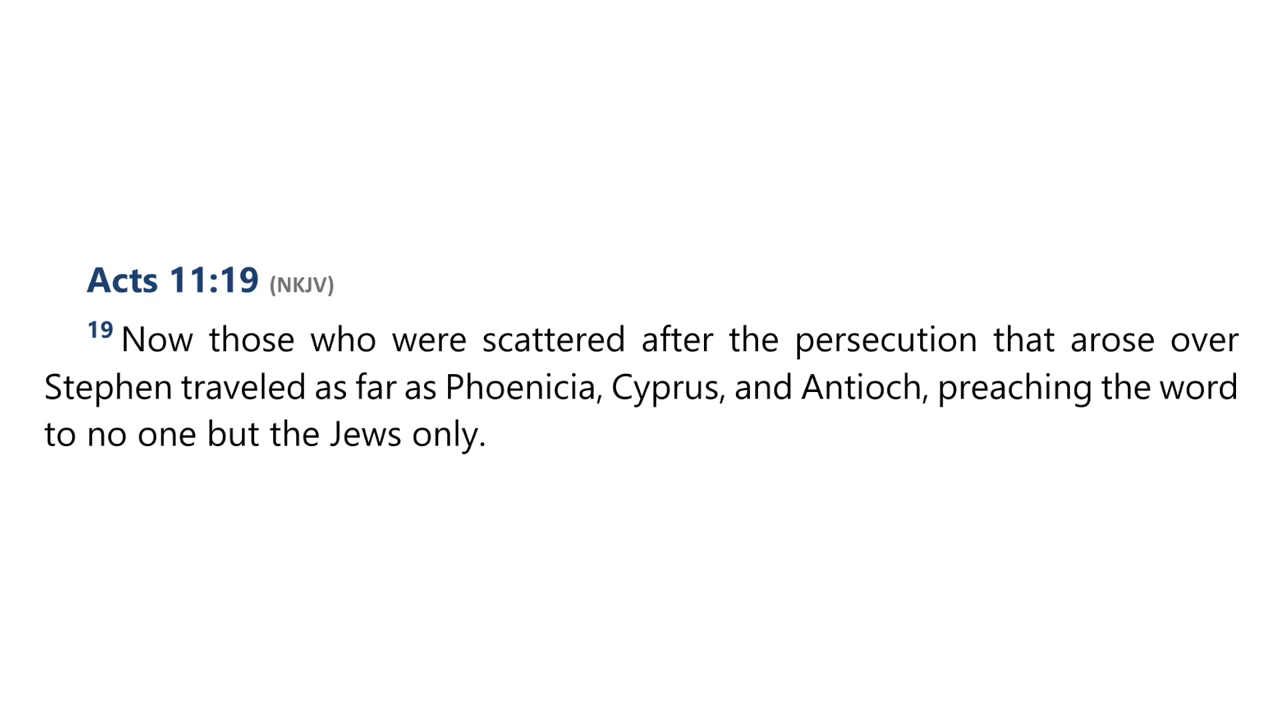 Acts 11:19 (NKJV)
19 Now those who were scattered after the persecution that arose over
Stephen traveled as far as Phoenicia, Cyprus, and Antioch, preaching the word
to no one but the Jews only.